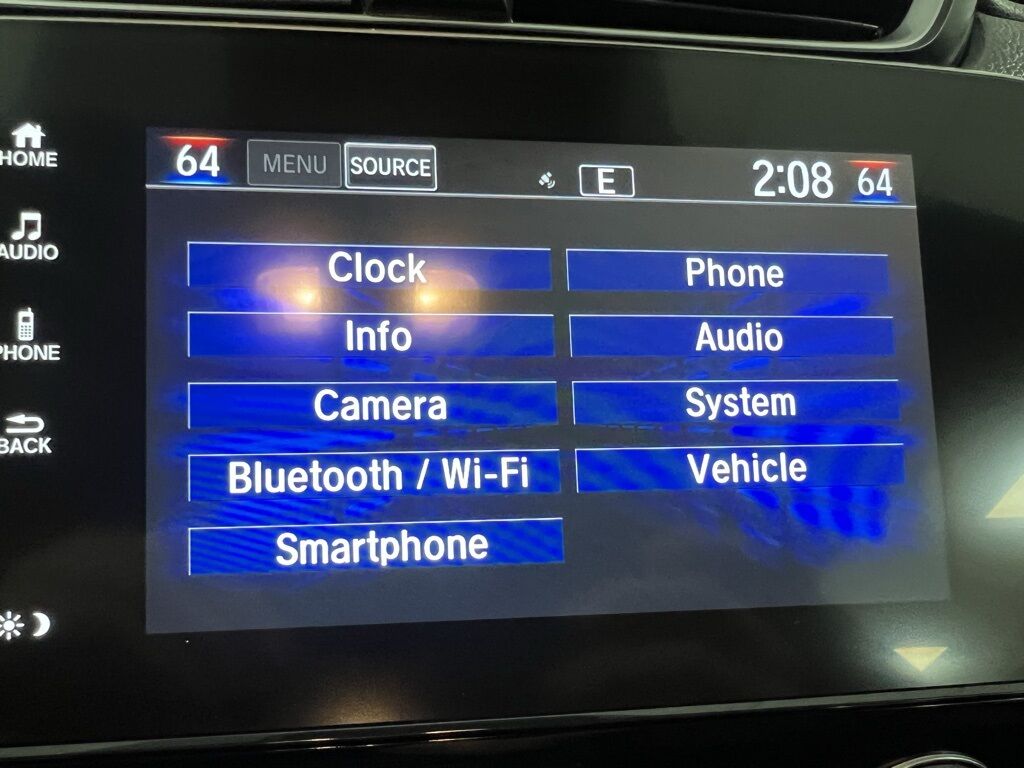 64 MENU SOURCE E 2:08 64
HOME
AUDIO
PHONE
BACK
Clock Phone
Info Audio
Camera System
Bluetooth / Wi-Fi Vehicle
Smartphone